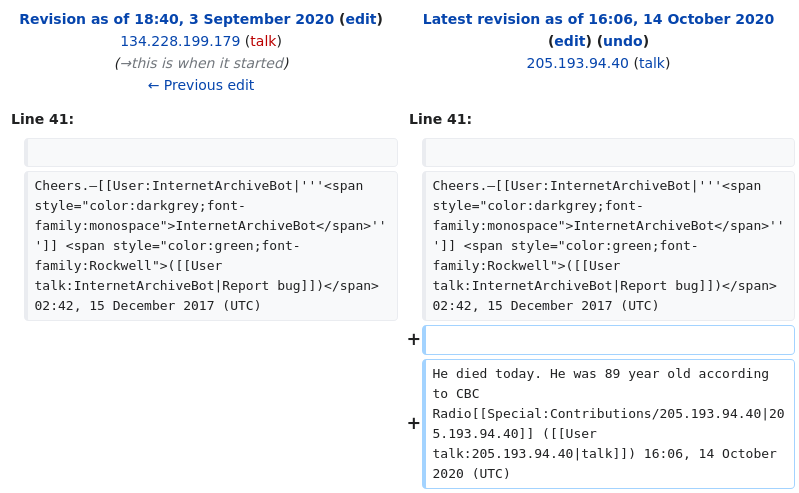 Revision as of 18:40, 3 September 2020 (edit)
134.228.199.179 (talk)
(→this is when it started)
← Previous edit
Latest revision as of 16:06, 14 October 2020
(edit) (undo)
205.193.94.40 (talk)
Line 41:
Line 41:
Cheers.—[[User:InternetArchiveBot|'''<span
style="color:darkgrey;font-
family:monospace">InternetArchiveBot</span>''
']] <span style="color:green;font-
family:Rockwell">([[User
talk:InternetArchiveBot|Report bug]])</span>
02:42, 15 December 2017 (UTC)
Cheers.—[[User:InternetArchiveBot|'''<span
style="color:darkgrey;font-
family:monospace">InternetArchiveBot</span>''
']] <span style="color:green;font-
family:Rockwell">([[User
talk:InternetArchiveBot|Report bug]])</span>
02:42, 15 December 2017 (UTC)
+
+
He died today. He was 89 year old according
to CBC
Radio[[Special:Contributions/205.193.94.40|20
5.193.94.40]] ([[User
talk:205.193.94.40|talk]]) 16:06, 14 October
2020 (UTC)